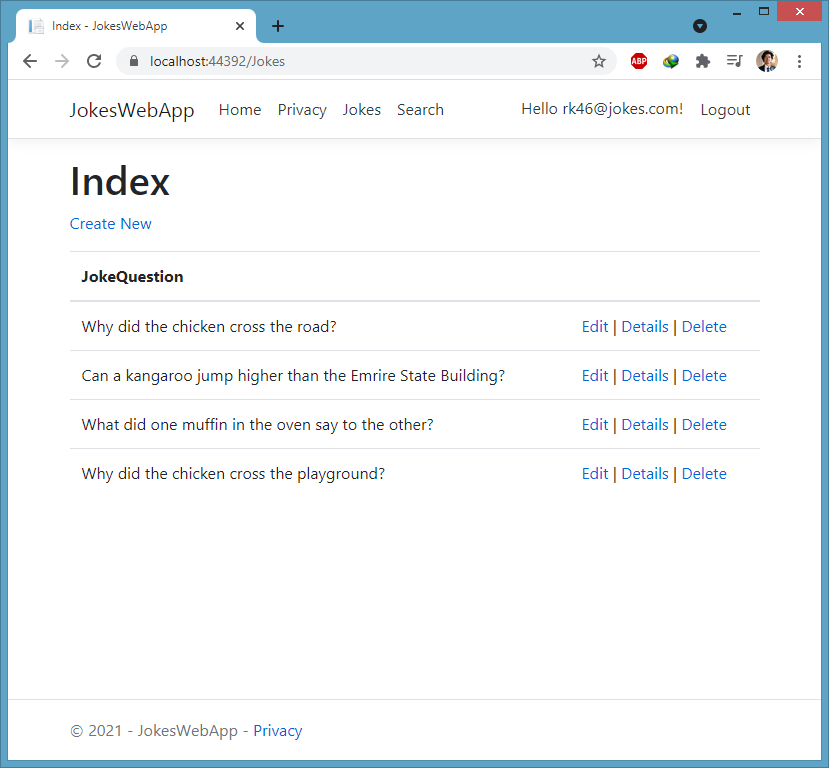 Index - JokesWebApp
localhost:44392/Jokes
ABP
JokesWebApp Home Privacy Jokes Search Hello rk46@jokes.com! Logout
Index
Create New
JokeQuestion
Why did the chicken cross the road? Edit | Details | Delete
Can a kangaroo jump higher than the Emrire State Building? Edit | Details | Delete
What did one muffin in the oven say to the other? Edit | Details | Delete
Why did the chicken cross the playground? Edit | Details | Delete
© 2021 - JokesWebApp - Privacy